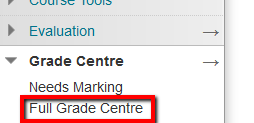 Course Tools
Evaluation
Grade Centre
Needs Marking
Full Grade Centre